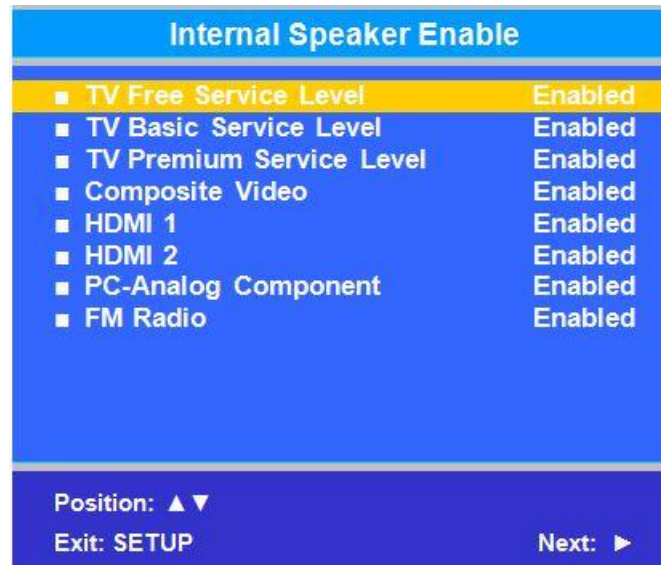 Internal Speaker Enable
■ TV Free Service Level Enabled
■ TV Basic Service Level Enabled
■ TV Premium Service Level Enabled
■ Composite Video Enabled
■ HDMI 1 Enabled
■ HDMI 2 Enabled
■ PC-Analog Component Enabled
■ FM Radio Enabled
Position: ▲▼
Exit: SETUP Next: ►